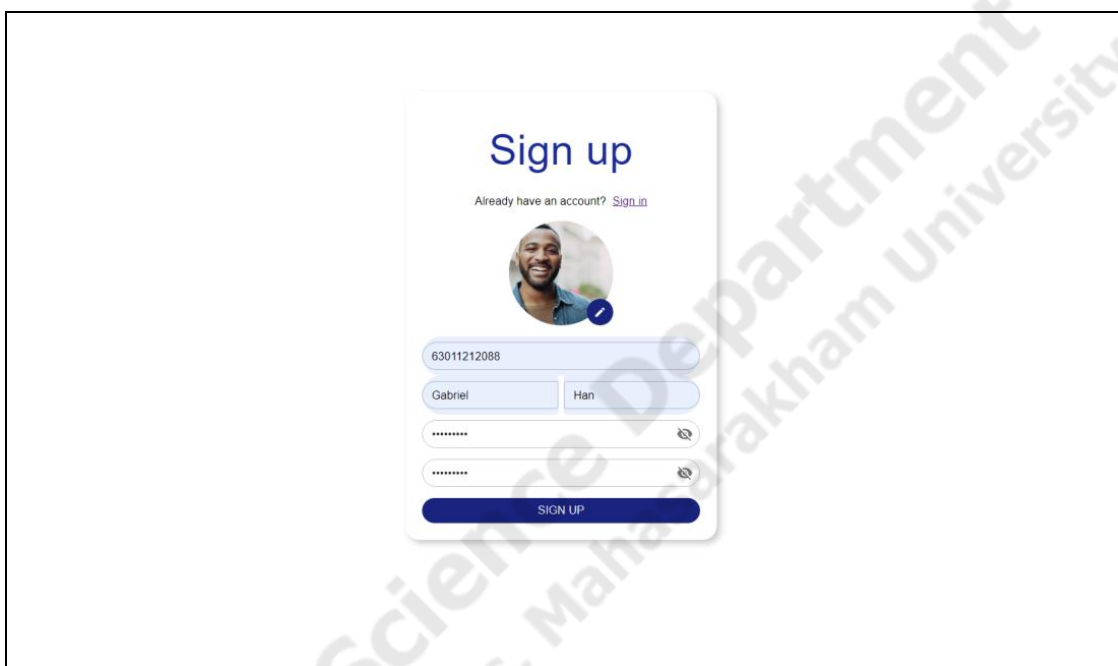 Sign up
Already have an account? Sign in
63011212088
Gabriel Han
•••••••••
•••••••••
SIGN UP
Science Department
Mahasarakham University